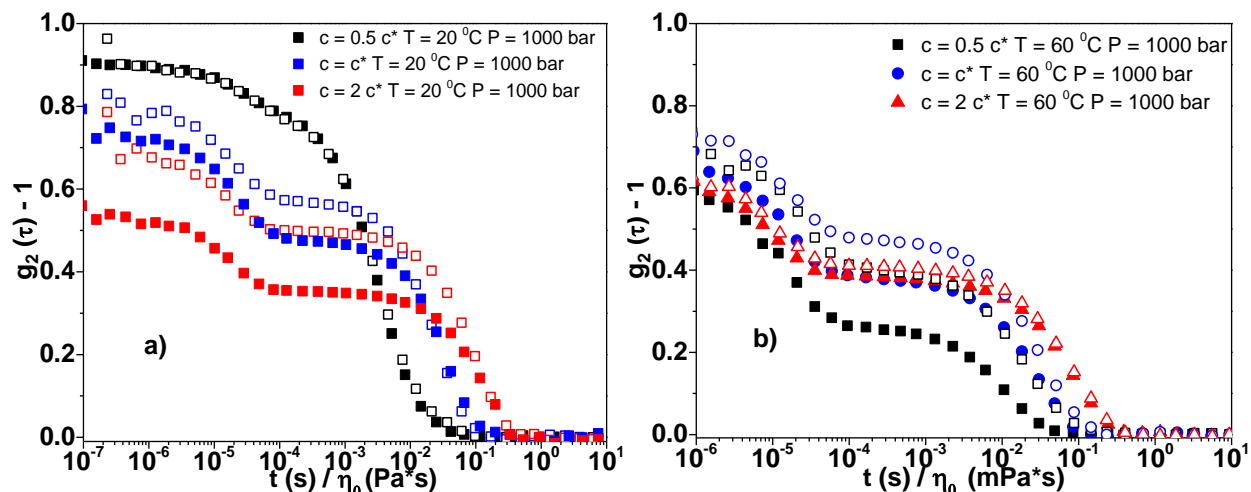 1.0
0.8
0.6
0.4
0.2
0.0
g₂(τ) - 1
c = 0.5 c* T = 20 ⁰C P = 1000 bar
c = c* T = 20 ⁰C P = 1000 bar
c = 2 c* T = 20 ⁰C P = 1000 bar
a)
10⁻⁷ 10⁻⁶ 10⁻⁵ 10⁻⁴ 10⁻³ 10⁻² 10⁻¹ 10⁰ 10¹
t (s) / η₀ (Pa*s)
1.0
0.8
0.6
0.4
0.2
0.0
g₂(τ) - 1
c = 0.5 c* T = 60 ⁰C P = 1000 bar
c = c* T = 60 ⁰C P = 1000 bar
c = 2 c* T = 60 ⁰C P = 1000 bar
b)
10⁻⁶ 10⁻⁵ 10⁻⁴ 10⁻³ 10⁻² 10⁻¹ 10⁰ 10¹
t (s) / η₀ (mPa*s)